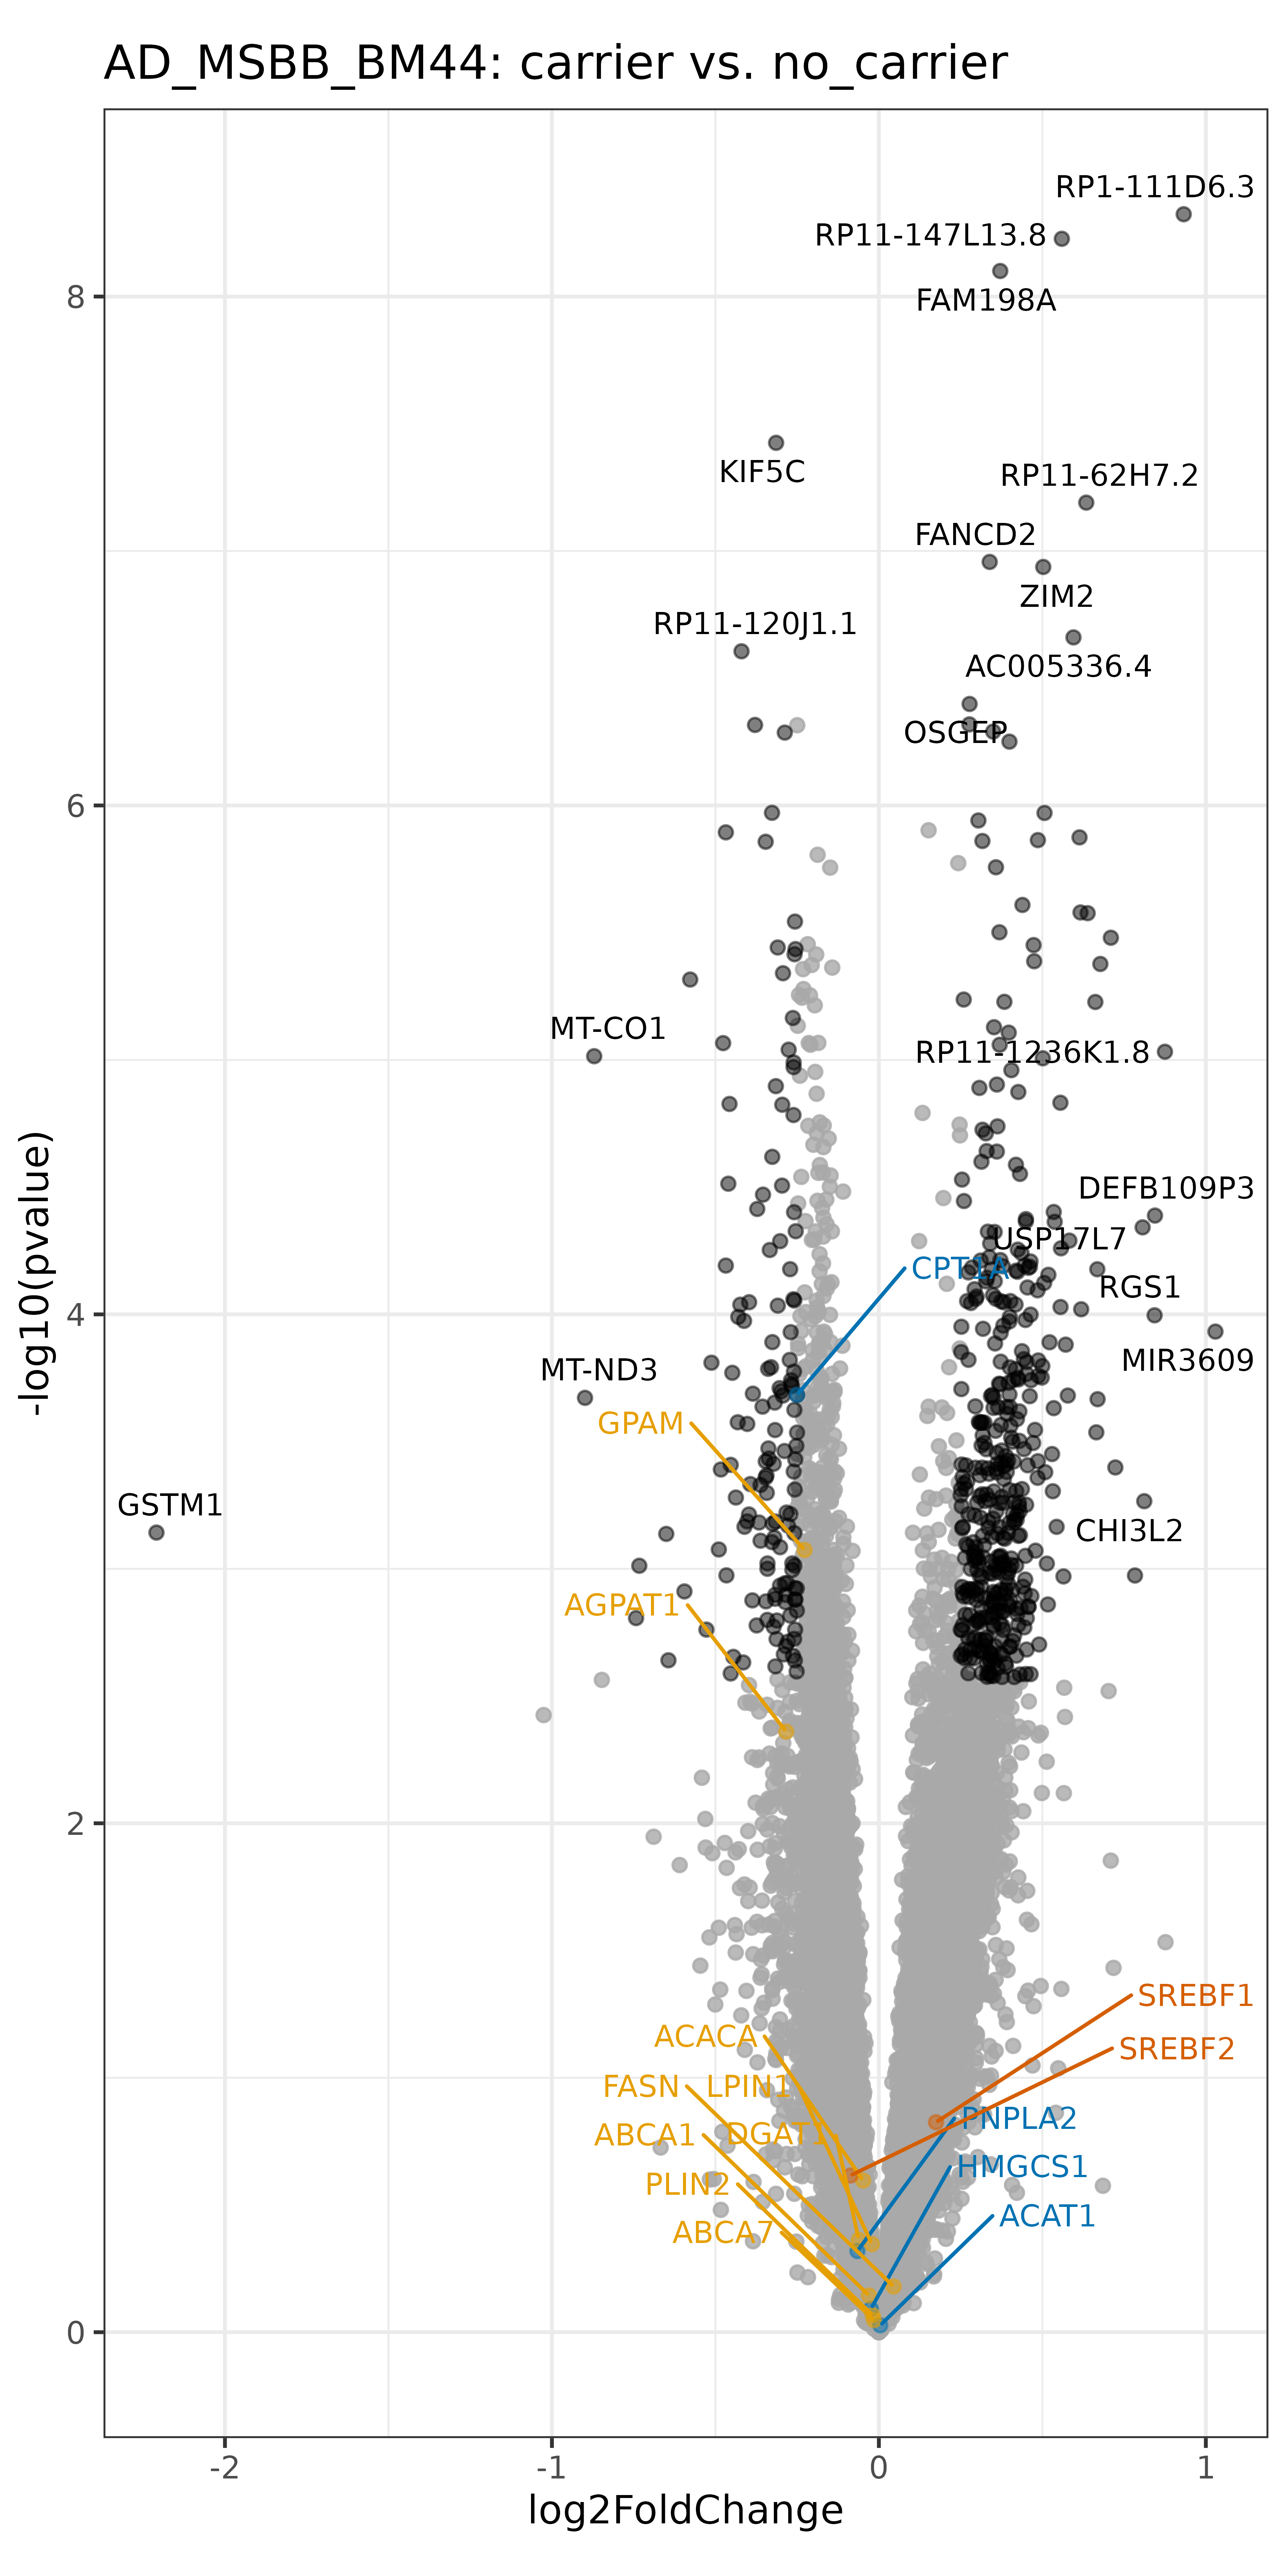 AD_MSBB_BM44: carrier vs. no_carrier
RP1-111D6.3
RP11-147L13.8
8
FAM198A
KIF5C
RP11-62H7.2
FANCD2
ZIM2
RP11-120J1.1
AC005336.4
OSGEP
6
MT-CO1
RP11-1236K1.8
DEFB109P3
USP17L7
CPT1A
RGS1
4
MIR3609
MT-ND3
GPAM
GSTM1
CHI3L2
AGPAT1
-log10(pvalue)
2
SREBF1
ACACA
SREBF2
FASN
LPIN1
PNPLA2
ABCA1
DGAT1
HMGCS1
PLIN2
ACAT1
ABCA7
0
-2
-1
0
1
log2FoldChange